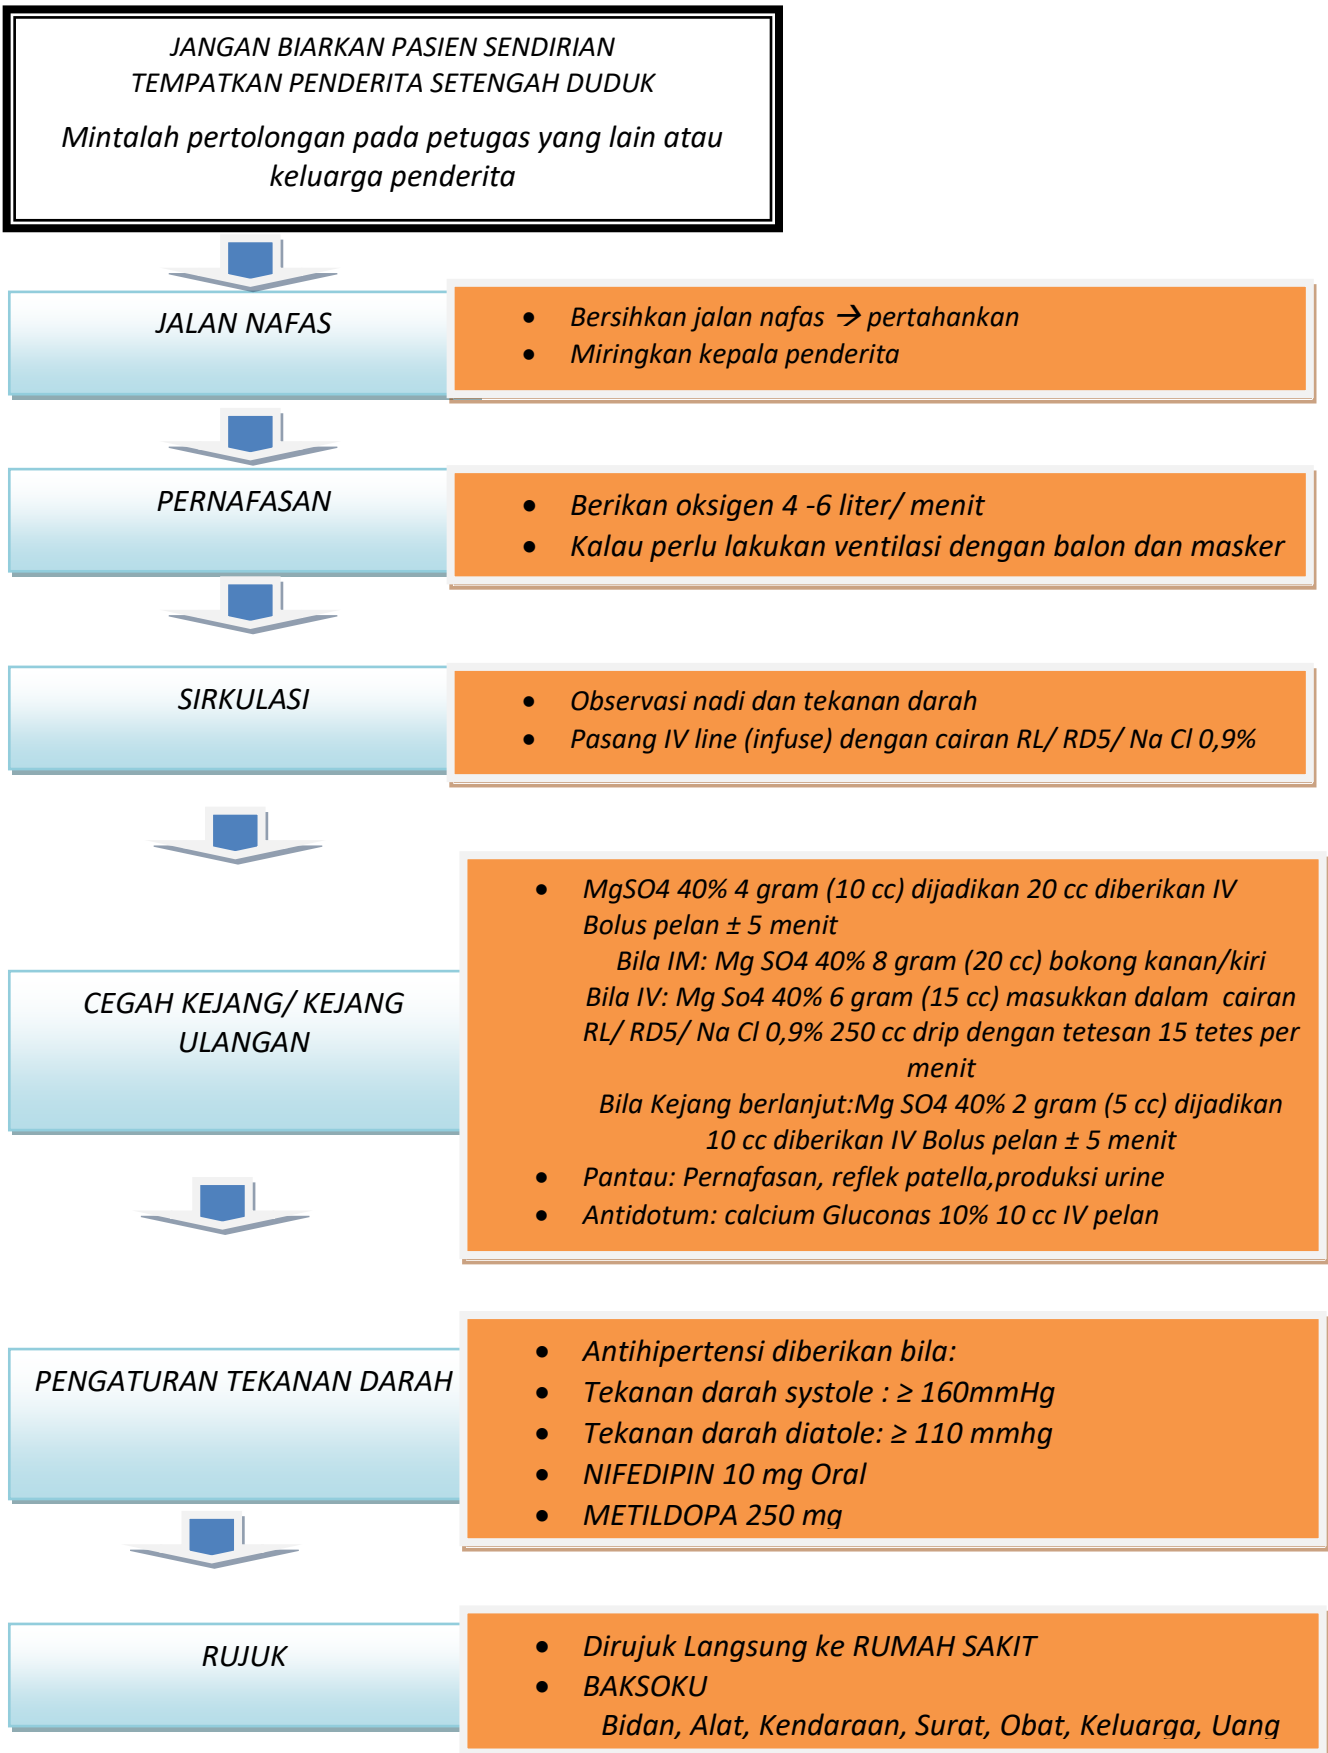 JANGAN BIARKAN PASIEN SENDIRIAN
TEMPATKAN PENDERITA SETENGAH DUDUK
Mintalah pertolongan pada petugas yang lain atau
keluarga penderita
JALAN NAFAS
• Bersihkan jalan nafas → pertahankan
• Miringkan kepala penderita
PERNAFASAN
• Berikan oksigen 4 -6 liter/ menit
• Kalau perlu lakukan ventilasi dengan balon dan masker
SIRKULASI
• Observasi nadi dan tekanan darah
• Pasang IV line (infuse) dengan cairan RL/ RD5/ Na Cl 0,9%
CEGAH KEJANG/ KEJANG
ULANGAN
• MgSO4 40% 4 gram (10 cc) dijadikan 20 cc diberikan IV
Bolus pelan ± 5 menit
Bila IM: Mg SO4 40% 8 gram (20 cc) bokong kanan/kiri
Bila IV: Mg So4 40% 6 gram (15 cc) masukkan dalam cairan
RL/ RD5/ Na Cl 0,9% 250 cc drip dengan tetesan 15 tetes per
menit
Bila Kejang berlanjut:Mg SO4 40% 2 gram (5 cc) dijadikan
10 cc diberikan IV Bolus pelan ± 5 menit
• Pantau: Pernafasan, reflek patella,produksi urine
• Antidotum: calcium Gluconas 10% 10 cc IV pelan
PENGATURAN TEKANAN DARAH
• Antihipertensi diberikan bila:
• Tekanan darah systole : ≥ 160mmHg
• Tekanan darah diatole: ≥ 110 mmhg
• NIFEDIPIN 10 mg Oral
• METILDOPA 250 mg
RUJUK
• Dirujuk Langsung ke RUMAH SAKIT
• BAKSOKU
Bidan, Alat, Kendaraan, Surat, Obat, Keluarga, Uang